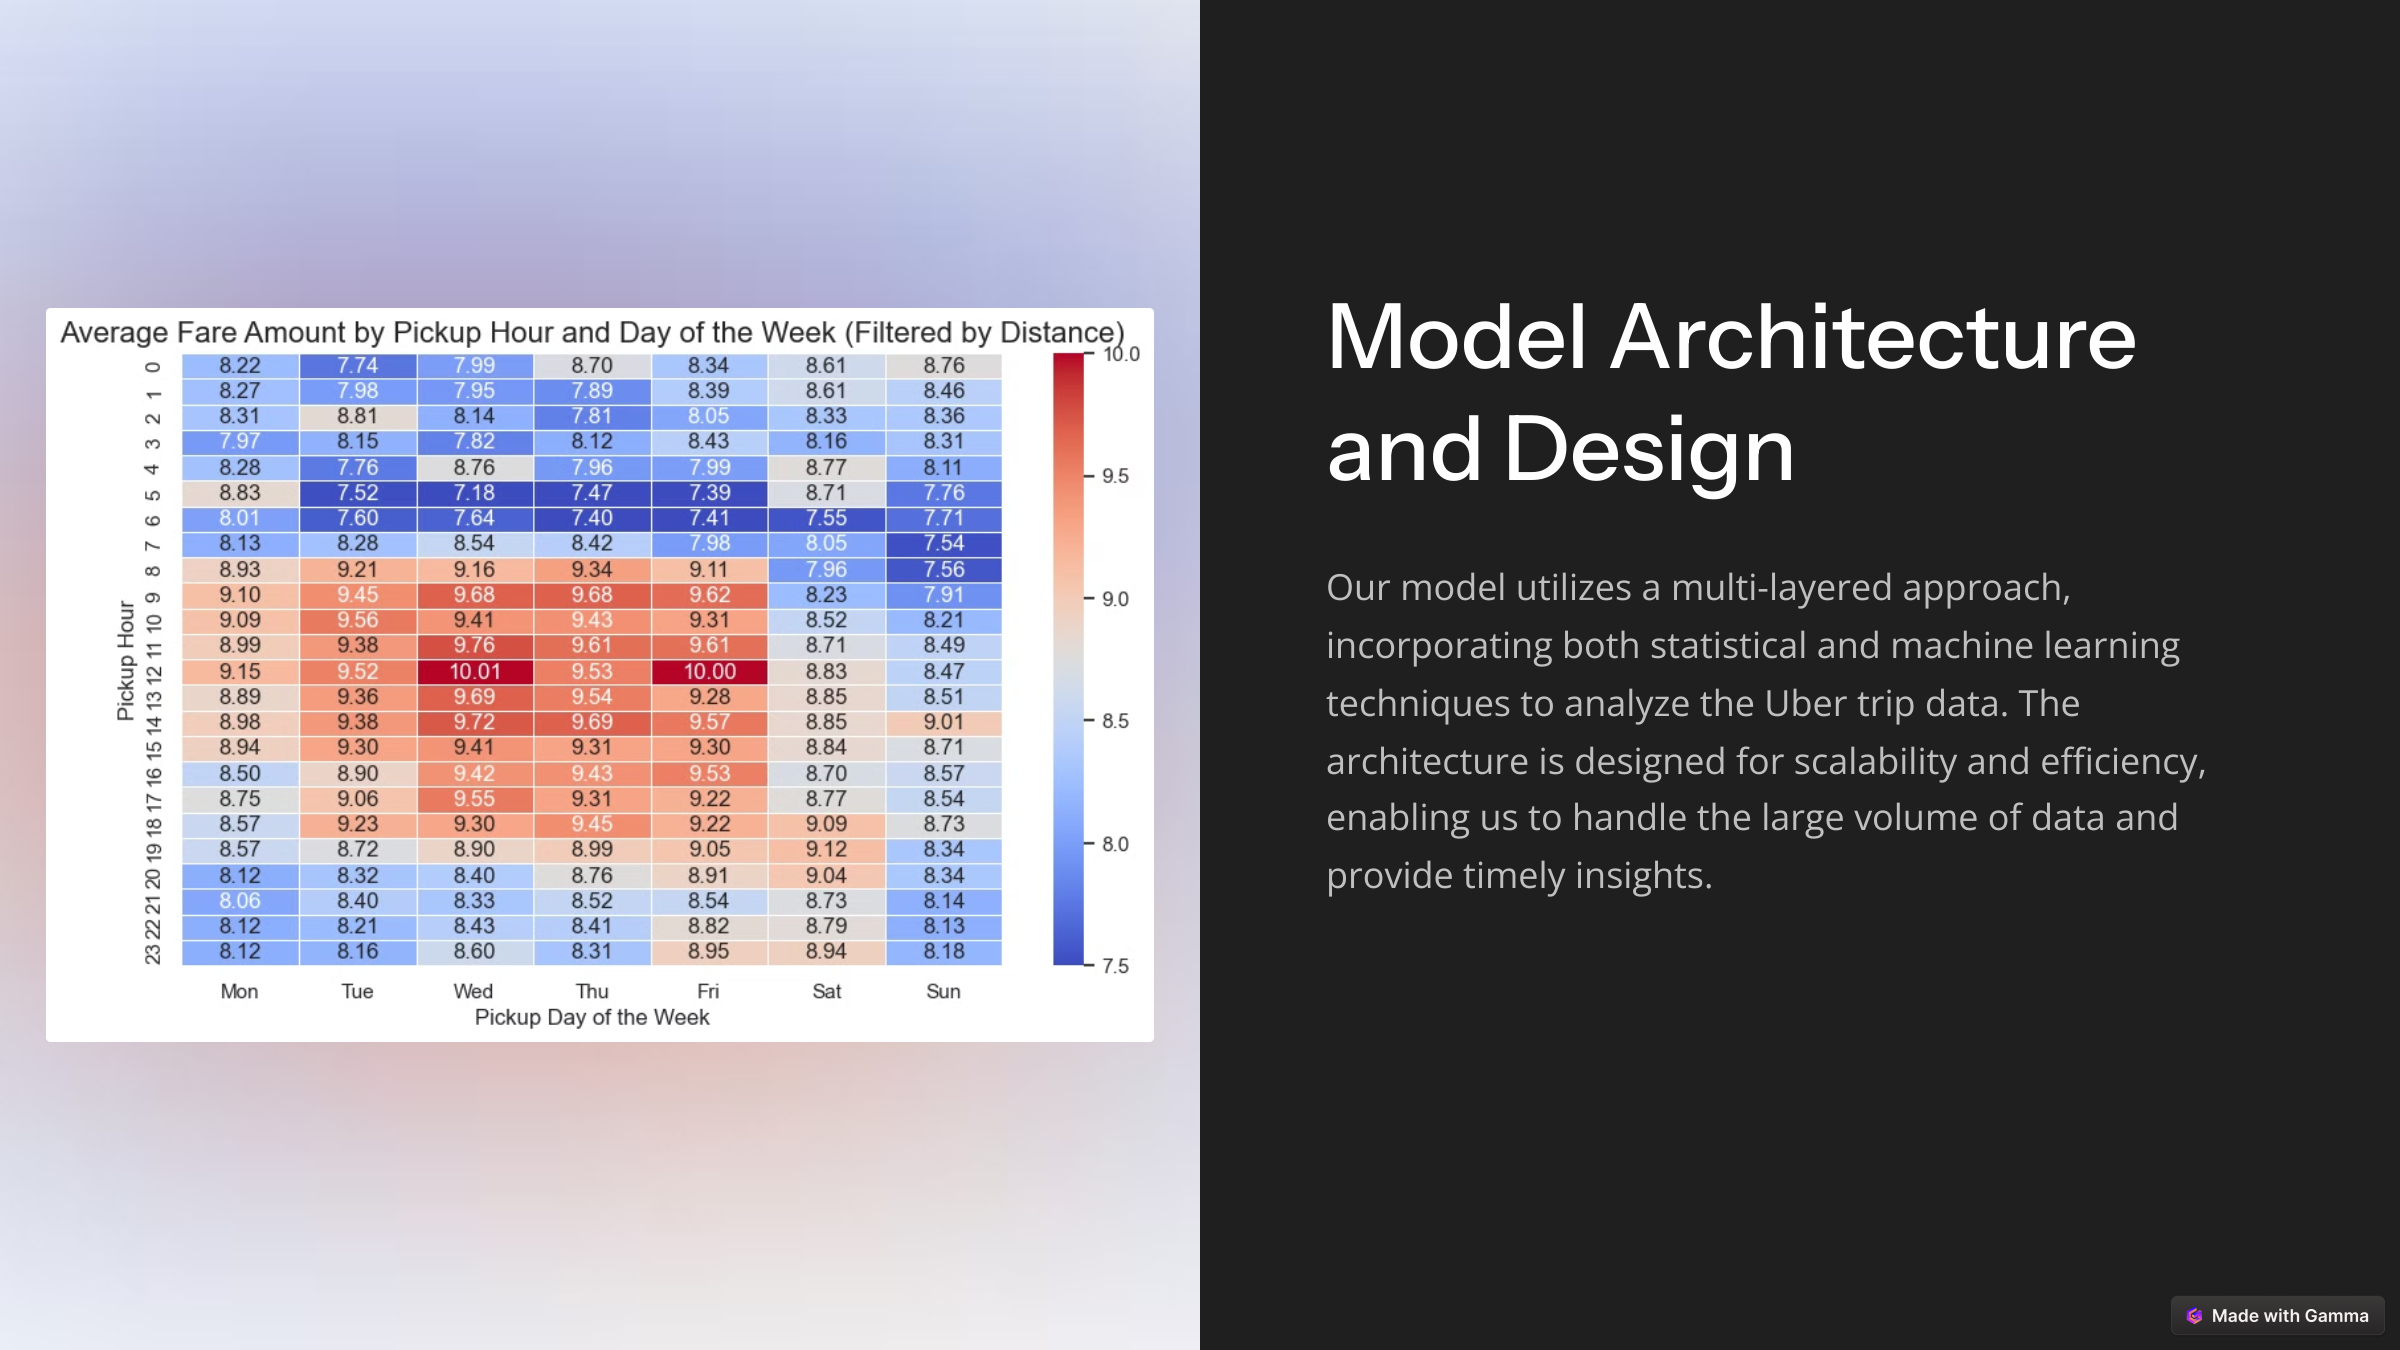 Average Fare Amount by Pickup Hour and Day of the Week (Filtered by Distance)
0 8.22 7.74 7.99 8.70 8.34 8.61 8.76
1 8.27 7.98 7.95 7.89 8.39 8.61 8.46
2 8.31 8.81 8.14 7.81 8.05 8.33 8.36
3 7.97 8.15 7.82 8.12 8.43 8.16 8.31
4 8.28 7.76 8.76 7.96 7.99 8.77 8.11
5 8.83 7.52 7.18 7.47 7.39 8.71 7.76
6 8.01 7.60 7.64 7.40 7.41 7.55 7.71
7 8.13 8.28 8.54 8.42 7.98 8.05 7.54
8 8.93 9.21 9.16 9.34 9.11 7.96 7.56
9 9.10 9.45 9.68 9.68 9.62 8.23 7.91
10 9.09 9.56 9.41 9.43 9.31 8.52 8.21
11 8.99 9.38 9.76 9.61 9.61 8.71 8.49
12 9.15 9.52 10.01 9.53 10.00 8.83 8.47
13 8.89 9.36 9.69 9.54 9.28 8.85 8.51
14 8.98 9.38 9.72 9.69 9.57 8.85 9.01
15 8.94 9.30 9.41 9.31 9.30 8.84 8.71
16 8.50 8.90 9.42 9.43 9.53 8.70 8.57
17 8.75 9.06 9.55 9.31 9.22 8.77 8.54
18 8.57 9.23 9.30 9.45 9.22 9.09 8.73
19 8.57 8.72 8.90 8.99 9.05 9.12 8.34
20 8.12 8.32 8.40 8.76 8.91 9.04 8.34
21 8.06 8.40 8.33 8.52 8.54 8.73 8.14
22 8.12 8.21 8.43 8.41 8.82 8.79 8.13
23 8.12 8.16 8.60 8.31 8.95 8.94 8.18
Mon Tue Wed Thu Fri Sat Sun
Pickup Day of the Week
Pickup Hour
10.0
9.5
9.0
8.5
8.0
7.5
Model Architecture
and Design
Our model utilizes a multi-layered approach,
incorporating both statistical and machine learning
techniques to analyze the Uber trip data. The
architecture is designed for scalability and efficiency,
enabling us to handle the large volume of data and
provide timely insights.
Made with Gamma